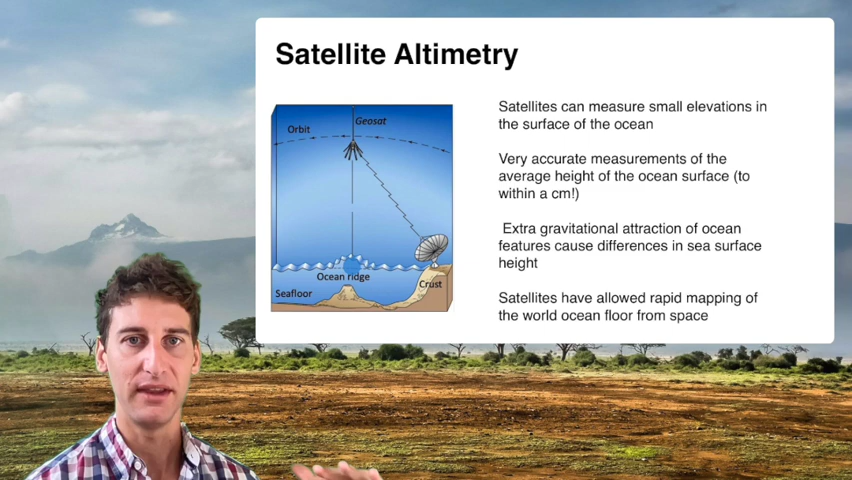 Satellite Altimetry
Geosat
Orbit
Ocean ridge
Crust
Seafloor
Satellites can measure small elevations in
the surface of the ocean
Very accurate measurements of the
average height of the ocean surface (to
within a cm!)
Extra gravitational attraction of ocean
features cause differences in sea surface
height
Satellites have allowed rapid mapping of
the world ocean floor from space